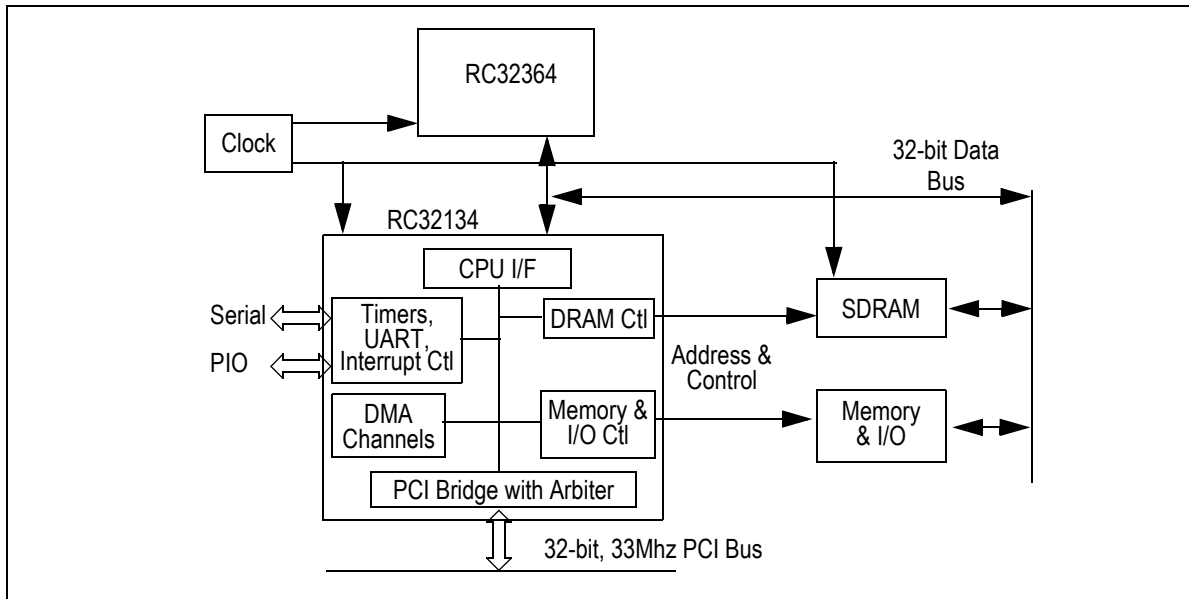 RC32364
Clock
32-bit Data
Bus
RC32134
CPU I/F
Serial
Timers,
UART,
Interrupt Ctl
DRAM Ctl
SDRAM
PIO
Address &
Control
DMA
Channels
Memory &
I/O Ctl
Memory
& I/O
PCI Bridge with Arbiter
32-bit, 33Mhz PCI Bus